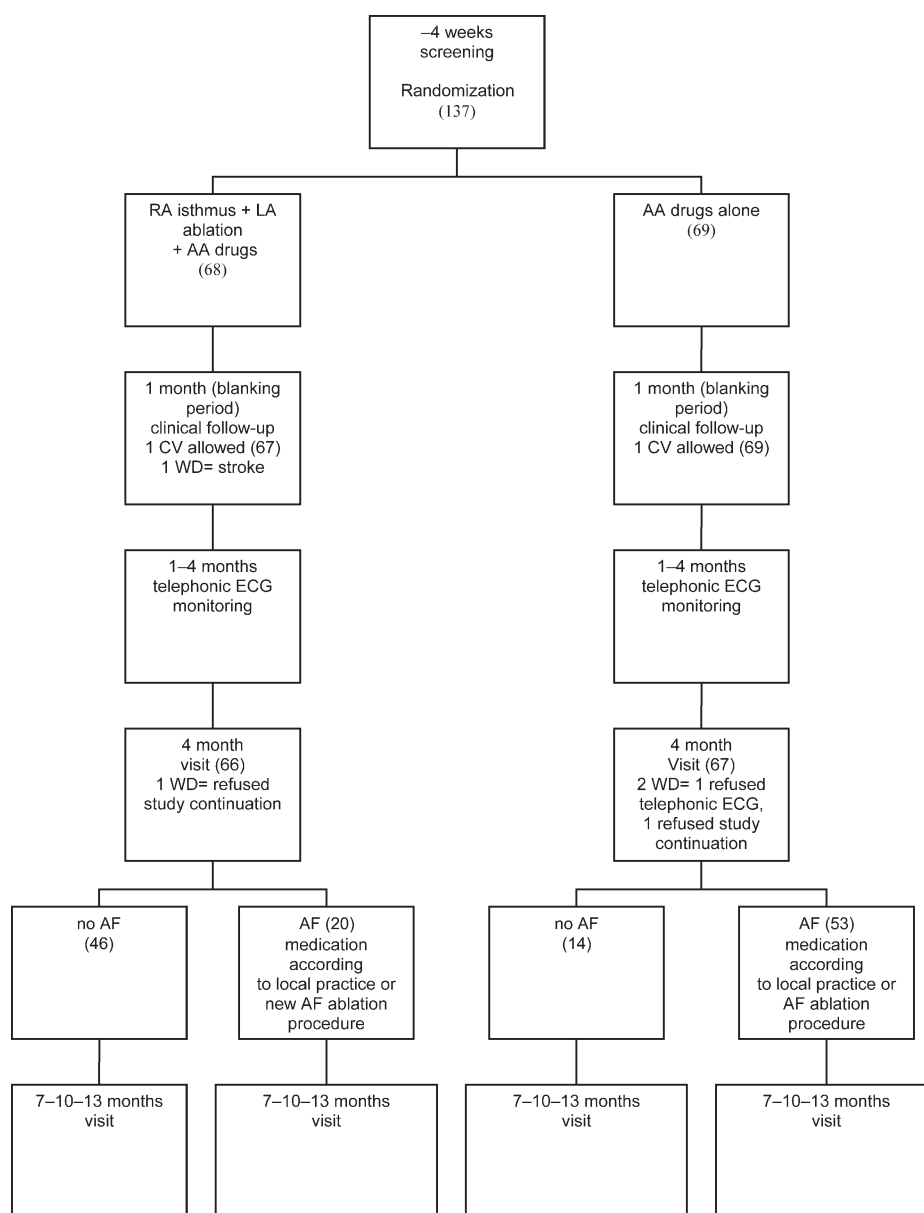 –4 weeks
screening
Randomization
(137)
RA isthmus + LA
ablation
+ AA drugs
(68)
AA drugs alone
(69)
1 month (blanking
period)
clinical follow-up
1 CV allowed (67)
1 WD= stroke
1 month (blanking
period)
clinical follow-up
1 CV allowed (69)
1–4 months
telephonic ECG
monitoring
1–4 months
telephonic ECG
monitoring
4 month
visit (66)
1 WD= refused
study continuation
4 month
Visit (67)
2 WD= 1 refused
telephonic ECG,
1 refused study
continuation
no AF
(46)
AF (20)
medication
according
to local practice or
new AF ablation
procedure
no AF
(14)
AF (53)
medication
according
to local practice or
AF ablation
procedure
7–10–13 months
visit
7–10–13 months
visit
7–10–13 months
visit
7–10–13 months
visit